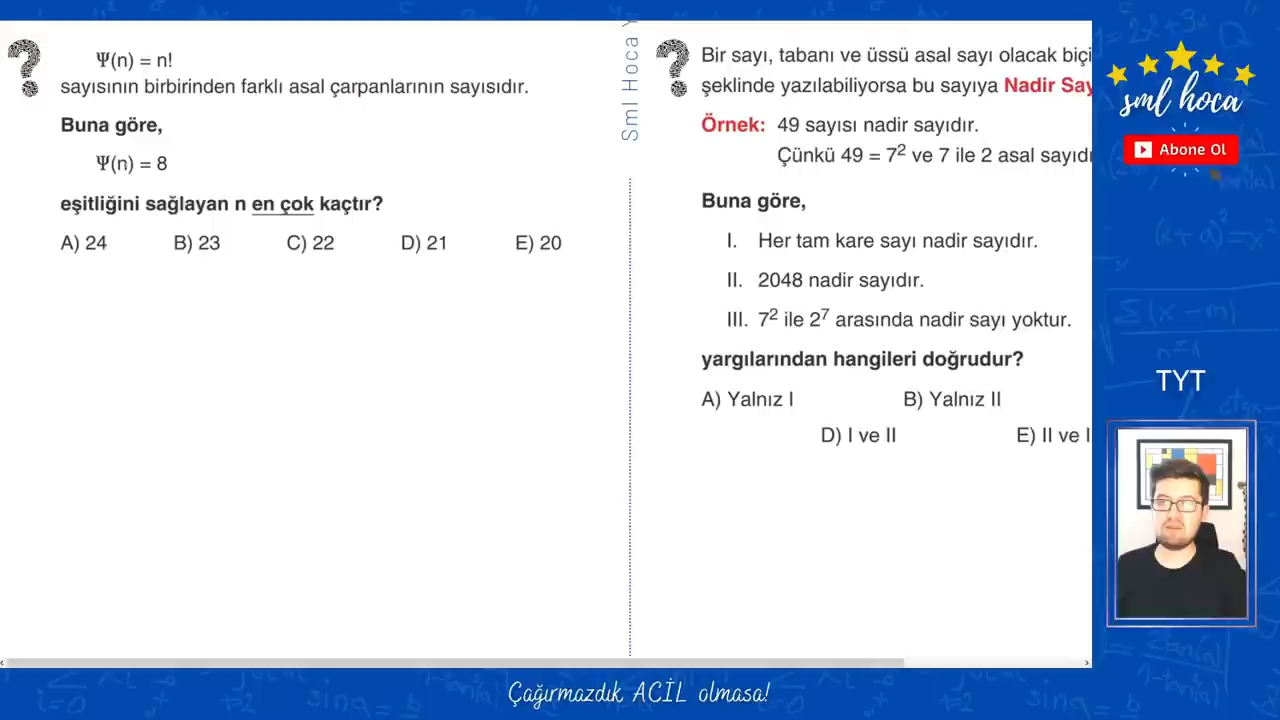 Ψ(n) = n!
sayısının birbirinden farklı asal çarpanlarının sayısıdır.
Buna göre,
Ψ(n) = 8
eşitliğini sağlayan n en çok kaçtır?
A) 24 B) 23 C) 22 D) 21 E) 20
Sml Hoca Y
Bir sayı, tabanı ve üssü asal sayı olacak biçi
şeklinde yazılabiliyorsa bu sayıya Nadir Say
Örnek: 49 sayısı nadir sayıdır.
Çünkü 49 = 7² ve 7 ile 2 asal sayıdı
Buna göre,
I. Her tam kare sayı nadir sayıdır.
II. 2048 nadir sayıdır.
III. 7² ile 2⁷ arasında nadir sayı yoktur.
yargılarından hangileri doğrudur?
A) Yalnız I B) Yalnız II
D) I ve II E) II ve I
sml hoca
Abone Ol
TYT
Çağırmazdık ACİL olmasa!